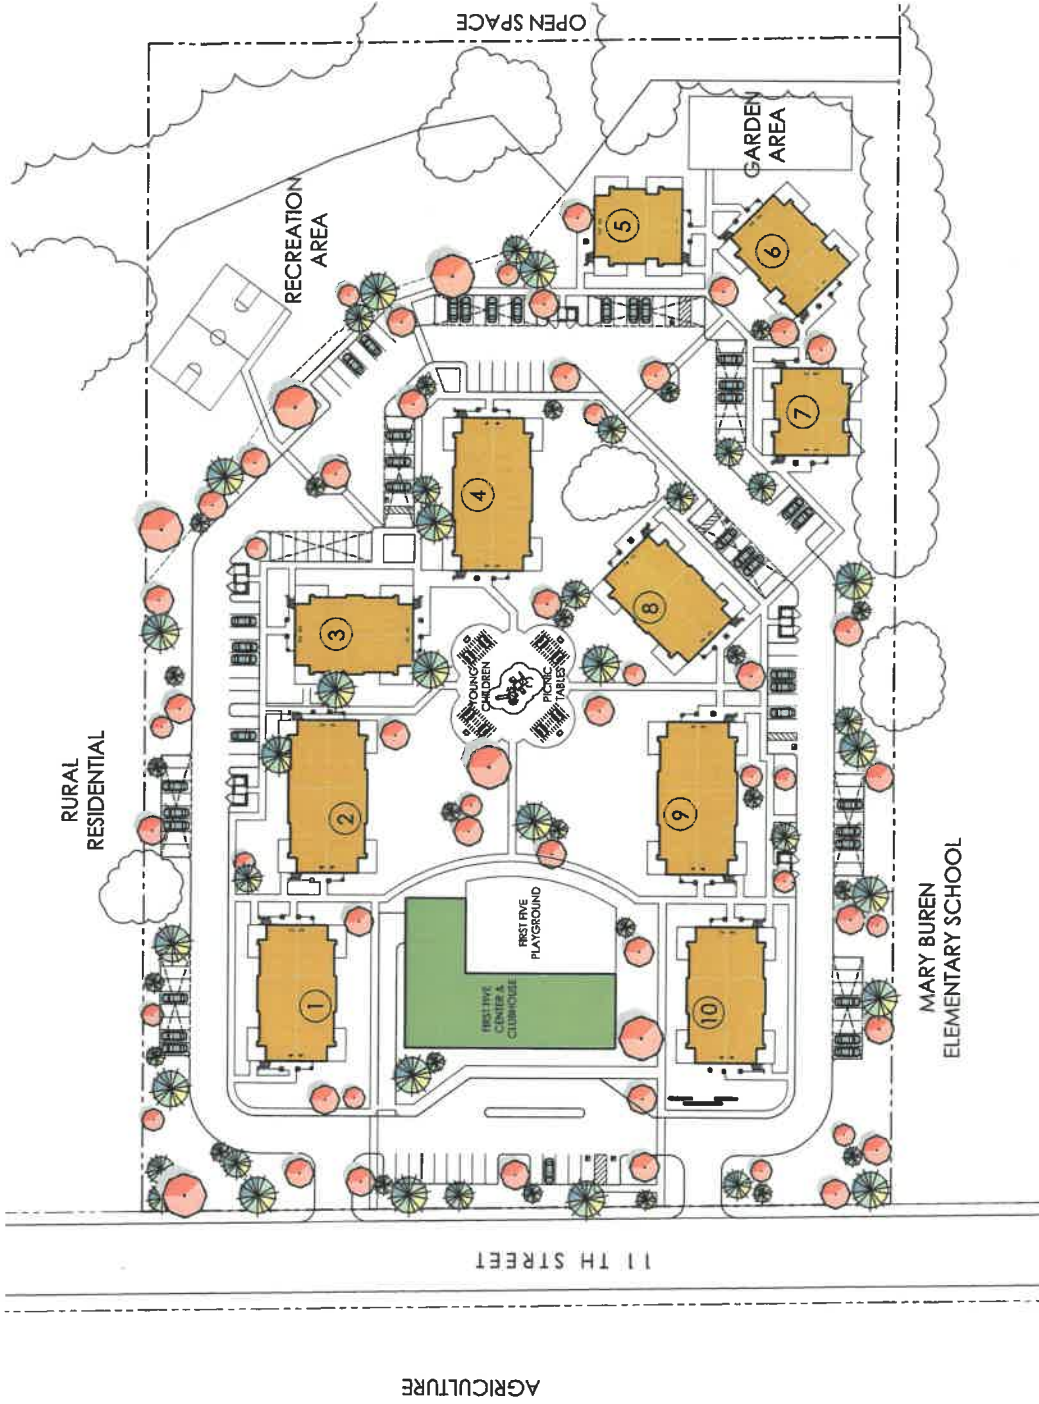 OPEN SPACE
GARDEN
AREA
RECREATION
AREA
5
6
7
4
3
8
YOUNG
CHILDREN
PICNIC
TABLES
RURAL
RESIDENTIAL
2
9
FIRST FIVE
PLAYGROUND
FIRST FIVE
CENTER &
CLUBHOUSE
1
10
MARY BUREN
ELEMENTARY SCHOOL
11 TH STREET
AGRICULTURE